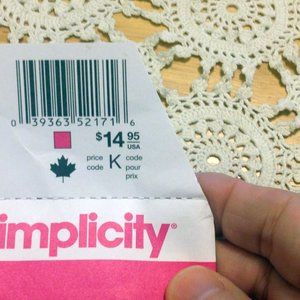 0 39363 52171 6
$14 95
USA
price code K code pour prix
implicity®